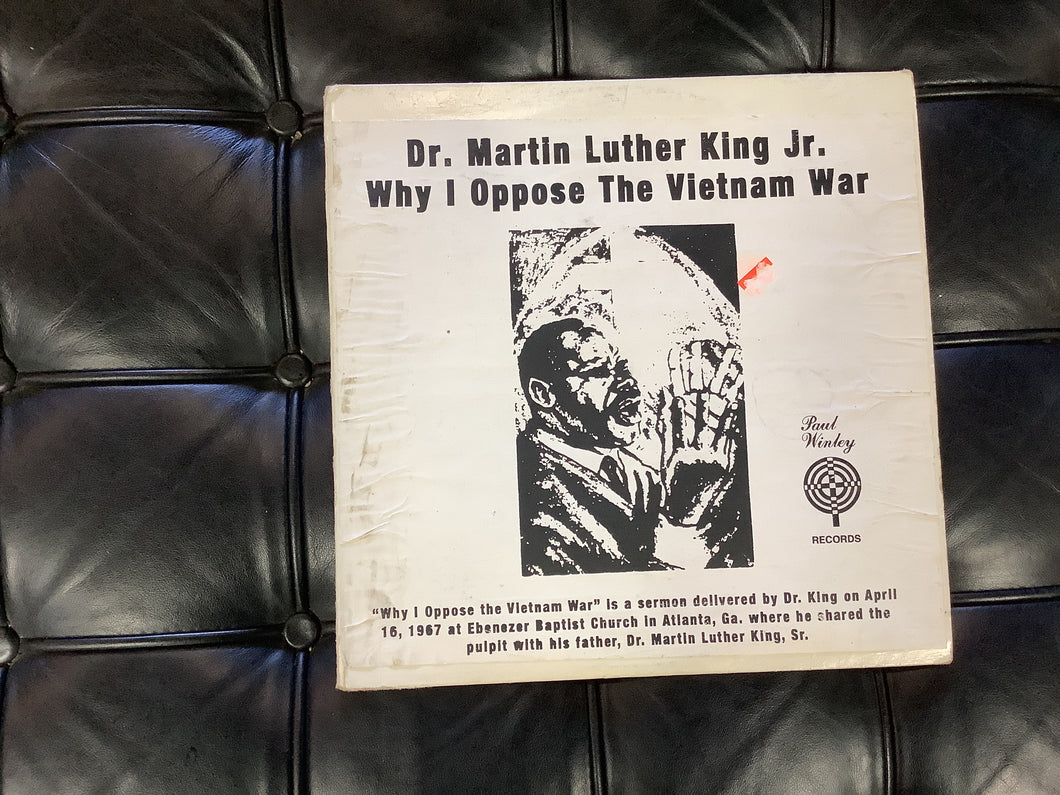 Dr. Martin Luther King Jr.
Why I Oppose The Vietnam War
Paul
Winley
RECORDS
"Why I Oppose the Vietnam War" is a sermon delivered by Dr. King on April
16, 1967 at Ebenezer Baptist Church in Atlanta, Ga. where he shared the
pulpit with his father, Dr. Martin Luther King, Sr.